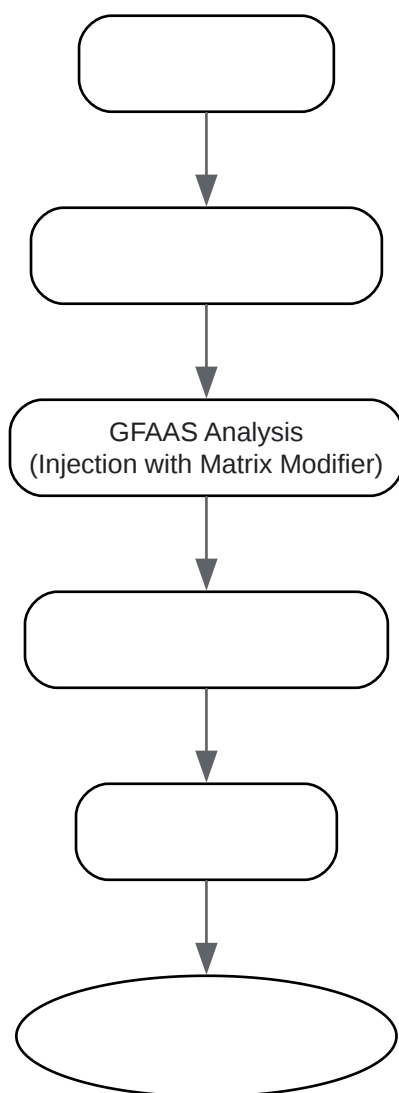 GFAAS Analysis
(Injection with Matrix Modifier)